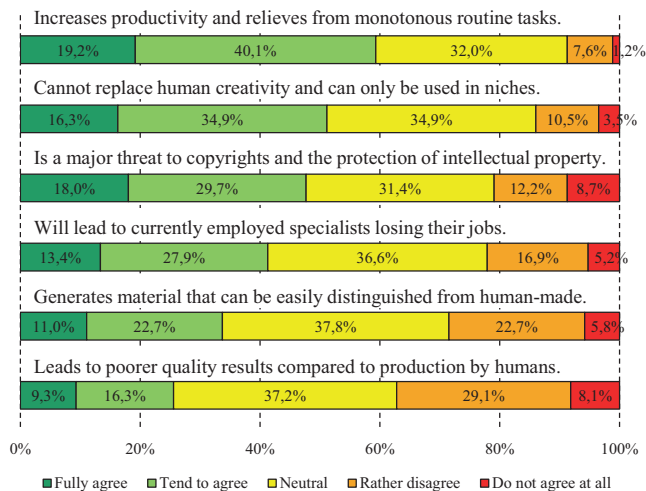 Increases productivity and relieves from monotonous routine tasks.
19,2% 40,1% 32,0% 7,6% 1,2%
Cannot replace human creativity and can only be used in niches.
16,3% 34,9% 34,9% 10,5% 3,5%
Is a major threat to copyrights and the protection of intellectual property.
18,0% 29,7% 31,4% 12,2% 8,7%
Will lead to currently employed specialists losing their jobs.
13,4% 27,9% 36,6% 16,9% 5,2%
Generates material that can be easily distinguished from human-made.
11,0% 22,7% 37,8% 22,7% 5,8%
Leads to poorer quality results compared to production by humans.
9,3% 16,3% 37,2% 29,1% 8,1%
0% 20% 40% 60% 80% 100%
Fully agree Tend to agree Neutral Rather disagree Do not agree at all